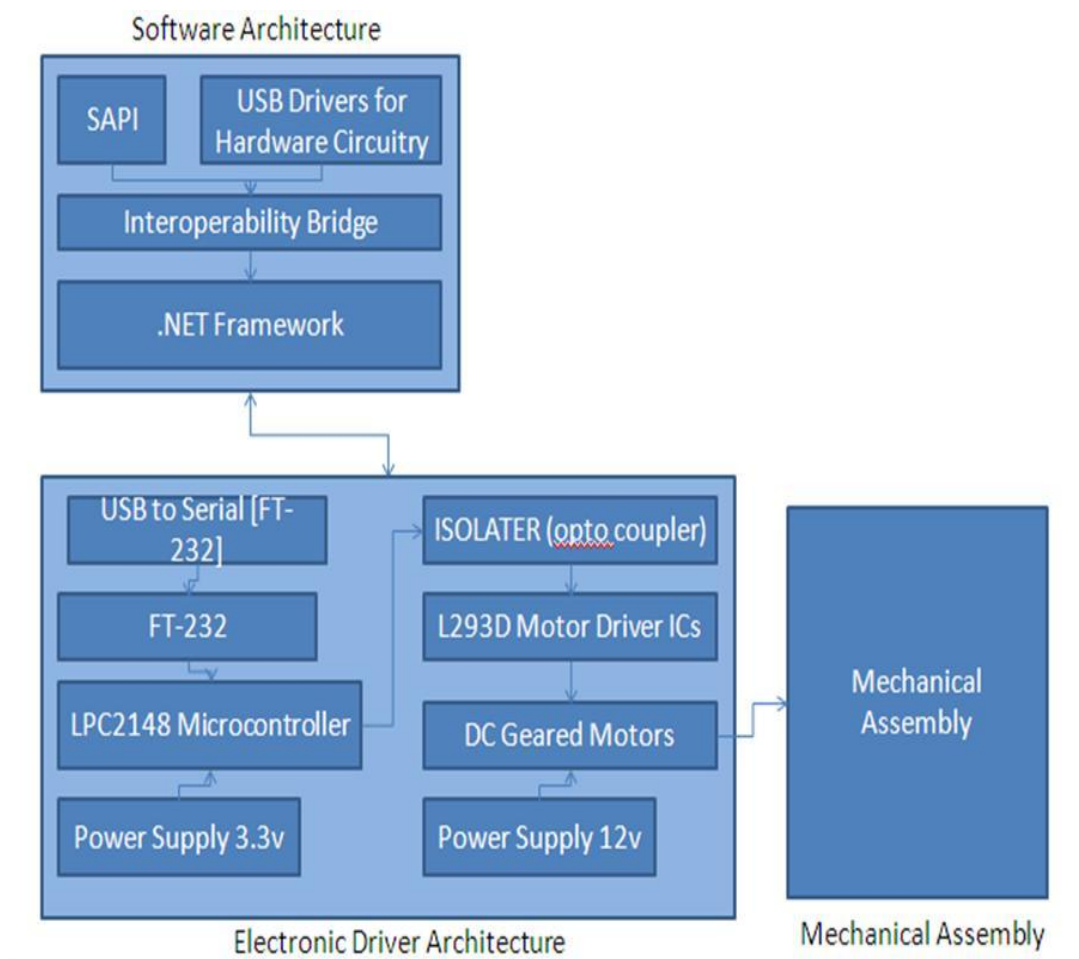 Software Architecture
SAPI
USB Drivers for
Hardware Circuitry
Interoperability Bridge
.NET Framework
USB to Serial [FT-
232]
FT-232
LPC2148 Microcontroller
Power Supply 3.3v
ISOLATER (opto coupler)
L293D Motor Driver ICs
DC Geared Motors
Power Supply 12v
Electronic Driver Architecture
Mechanical
Assembly
Mechanical Assembly